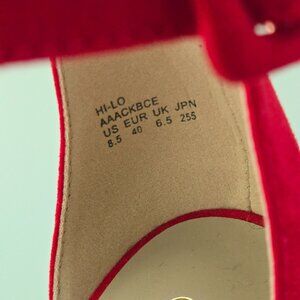 HI-LO
AAACKBCE
US EUR UK JPN
8.5 40 6.5 255